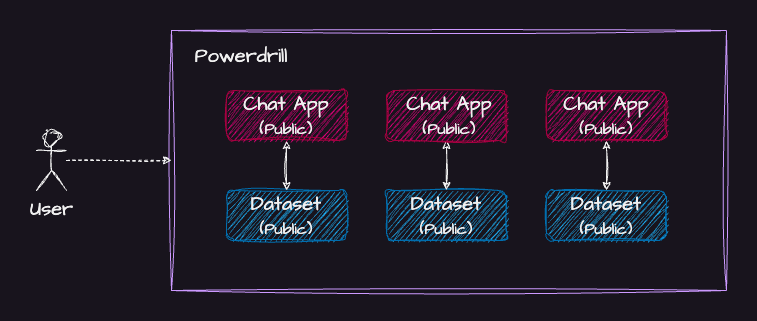 Powerdrill
Chat App
(Public)
Chat App
(Public)
Chat App
(Public)
User
Dataset
(Public)
Dataset
(Public)
Dataset
(Public)